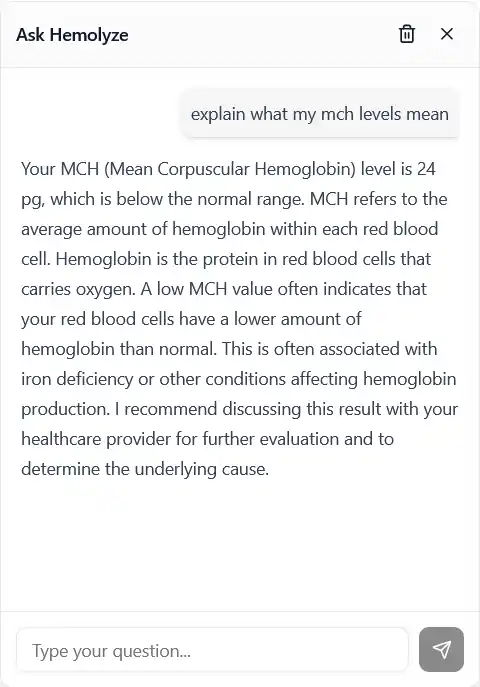 Ask Hemolyze
explain what my mch levels mean
Your MCH (Mean Corpuscular Hemoglobin) level is 24
pg, which is below the normal range. MCH refers to the
average amount of hemoglobin within each red blood
cell. Hemoglobin is the protein in red blood cells that
carries oxygen. A low MCH value often indicates that
your red blood cells have a lower amount of
hemoglobin than normal. This is often associated with
iron deficiency or other conditions affecting hemoglobin
production. I recommend discussing this result with your
healthcare provider for further evaluation and to
determine the underlying cause.
Type your question...